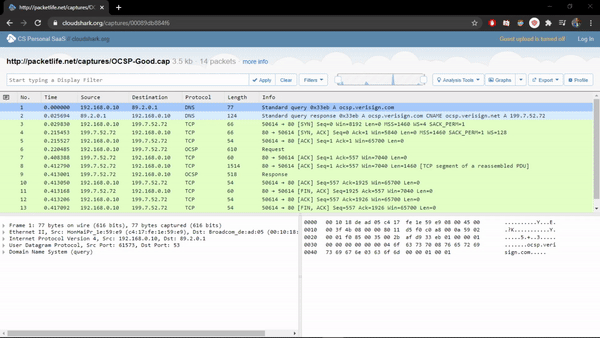 http://packetlife.net/captures/OC
cloudshark.org/captures/00089db884f6
CS Personal SaaS
cloudshark.org
Guest upload is turned off
Log In
http://packetlife.net/captures/OCSP-Good.cap 3.5 kb · 14 packets · more info
Start typing a Display Filter
Apply
Clear
Filters
Analysis Tools
Graphs
Export
Profile
No. Time Source Destination Protocol Length Info
1 0.000000 192.168.0.10 89.2.0.1 DNS 77 Standard query 0x33eb A ocsp.verisign.com
2 0.025694 89.2.0.1 192.168.0.10 DNS 124 Standard query response 0x33eb A ocsp.verisign.com CNAME ocsp.verisign.net A 199.7.52.72
3 0.029830 192.168.0.10 199.7.52.72 TCP 66 50614 → 80 [SYN] Seq=0 Win=8192 Len=0 MSS=1460 WS=4 SACK_PERM=1
4 0.215453 199.7.52.72 192.168.0.10 TCP 66 80 → 50614 [SYN, ACK] Seq=0 Ack=1 Win=5840 Len=0 MSS=1460 SACK_PERM=1 WS=128
5 0.215527 192.168.0.10 199.7.52.72 TCP 54 50614 → 80 [ACK] Seq=1 Ack=1 Win=65700 Len=0
6 0.220485 192.168.0.10 199.7.52.72 OCSP 610 Request
7 0.408388 199.7.52.72 192.168.0.10 TCP 60 80 → 50614 [ACK] Seq=1 Ack=557 Win=7040 Len=0
8 0.412790 199.7.52.72 192.168.0.10 TCP 1514 80 → 50614 [ACK] Seq=1 Ack=557 Win=7040 Len=1460 [TCP segment of a reassembled PDU]
9 0.413001 199.7.52.72 192.168.0.10 OCSP 518 Response
10 0.413050 192.168.0.10 199.7.52.72 TCP 54 50614 → 80 [ACK] Seq=557 Ack=1925 Win=65700 Len=0
11 0.413168 199.7.52.72 192.168.0.10 TCP 60 80 → 50614 [FIN, ACK] Seq=1925 Ack=557 Win=7040 Len=0
12 0.413206 192.168.0.10 199.7.52.72 TCP 54 50614 → 80 [ACK] Seq=557 Ack=1926 Win=65700 Len=0
13 0.417092 192.168.0.10 199.7.52.72 TCP 54 50614 → 80 [FIN, ACK] Seq=557 Ack=1926 Win=65700 Len=0
Frame 1: 77 bytes on wire (616 bits), 77 bytes captured (616 bits)
Ethernet II, Src: HonHaiPr_1e:59:e9 (c4:17:fe:1e:59:e9), Dst: Broadcom_de:ad:05 (00:10:18:
Internet Protocol Version 4, Src: 192.168.0.10, Dst: 89.2.0.1
User Datagram Protocol, Src Port: 61573, Dst Port: 53
Domain Name System (query)
0000 00 10 18 de ad 05 c4 17 fe 1e 59 e9 08 00 45 00 ..........Y...E.
0010 00 3f 4b 08 00 00 80 11 d5 f0 c0 a8 00 0a 59 02 .?K...........Y.
0020 00 01 f0 85 00 35 00 2b af d9 33 eb 01 00 00 01 .....5.+..3.....
0030 00 00 00 00 00 00 04 6f 63 73 70 08 76 65 72 69 .......ocsp.veri
0040 73 69 67 6e 03 63 6f 6d 00 00 01 00 01 sign.com.....